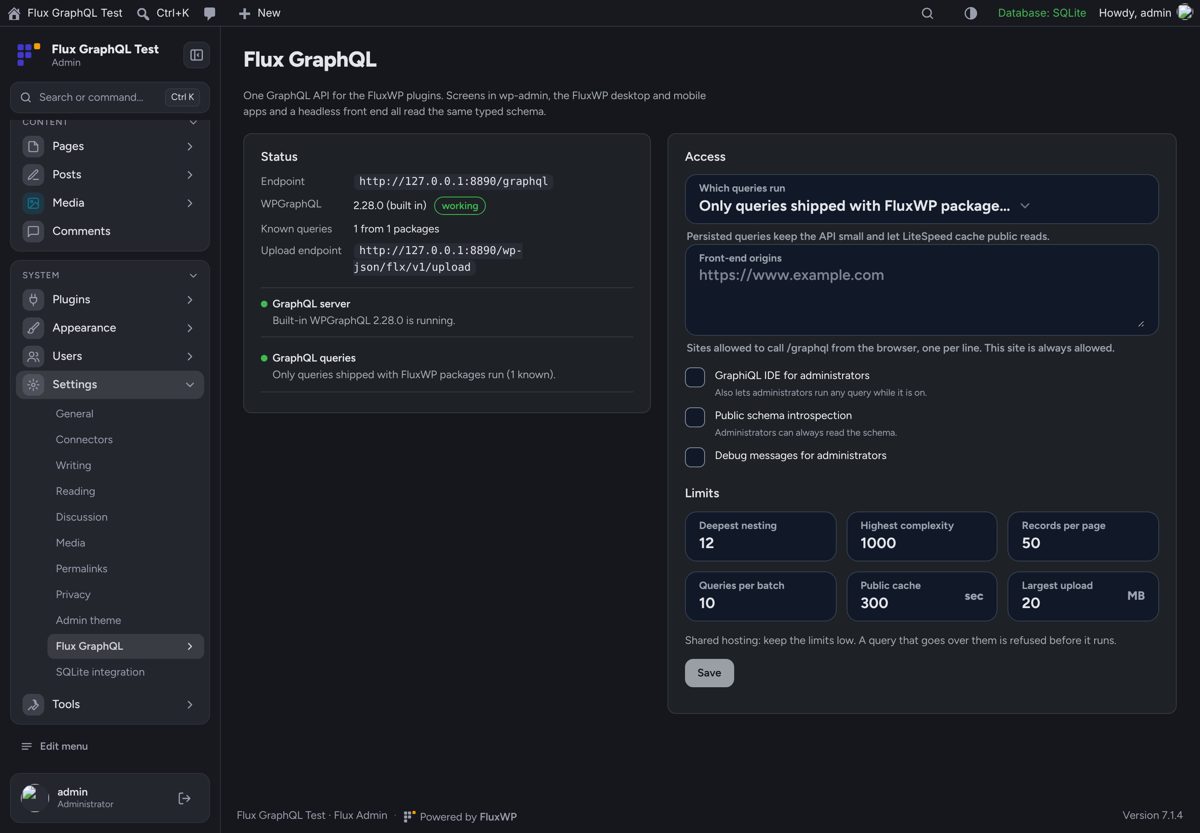 Flux GraphQL Test
Ctrl+K
New
Database: SQLite
Howdy, admin
Flux GraphQL Test
Admin
Search or command...
Ctrl K
CONTENT
Pages
Posts
Media
Comments
SYSTEM
Plugins
Appearance
Users
Settings
General
Connectors
Writing
Reading
Discussion
Media
Permalinks
Privacy
Admin theme
Flux GraphQL
SQLite integration
Tools
Edit menu
admin
Administrator
Flux GraphQL
One GraphQL API for the FluxWP plugins. Screens in wp-admin, the FluxWP desktop and mobile
apps and a headless front end all read the same typed schema.
Status
Endpoint http://127.0.0.1:8890/graphql
WPGraphQL 2.28.0 (built in) working
Known queries 1 from 1 packages
Upload endpoint http://127.0.0.1:8890/wp-
json/flx/v1/upload
GraphQL server
Built-in WPGraphQL 2.28.0 is running.
GraphQL queries
Only queries shipped with FluxWP packages run (1 known).
Access
Which queries run
Only queries shipped with FluxWP package...
Persisted queries keep the API small and let LiteSpeed cache public reads.
Front-end origins
https://www.example.com
Sites allowed to call /graphql from the browser, one per line. This site is always allowed.
GraphiQL IDE for administrators
Also lets administrators run any query while it is on.
Public schema introspection
Administrators can always read the schema.
Debug messages for administrators
Limits
Deepest nesting
12
Highest complexity
1000
Records per page
50
Queries per batch
10
Public cache
300 sec
Largest upload
20 MB
Shared hosting: keep the limits low. A query that goes over them is refused before it runs.
Save
Flux GraphQL Test · Flux Admin · Powered by FluxWP
Version 7.1.4